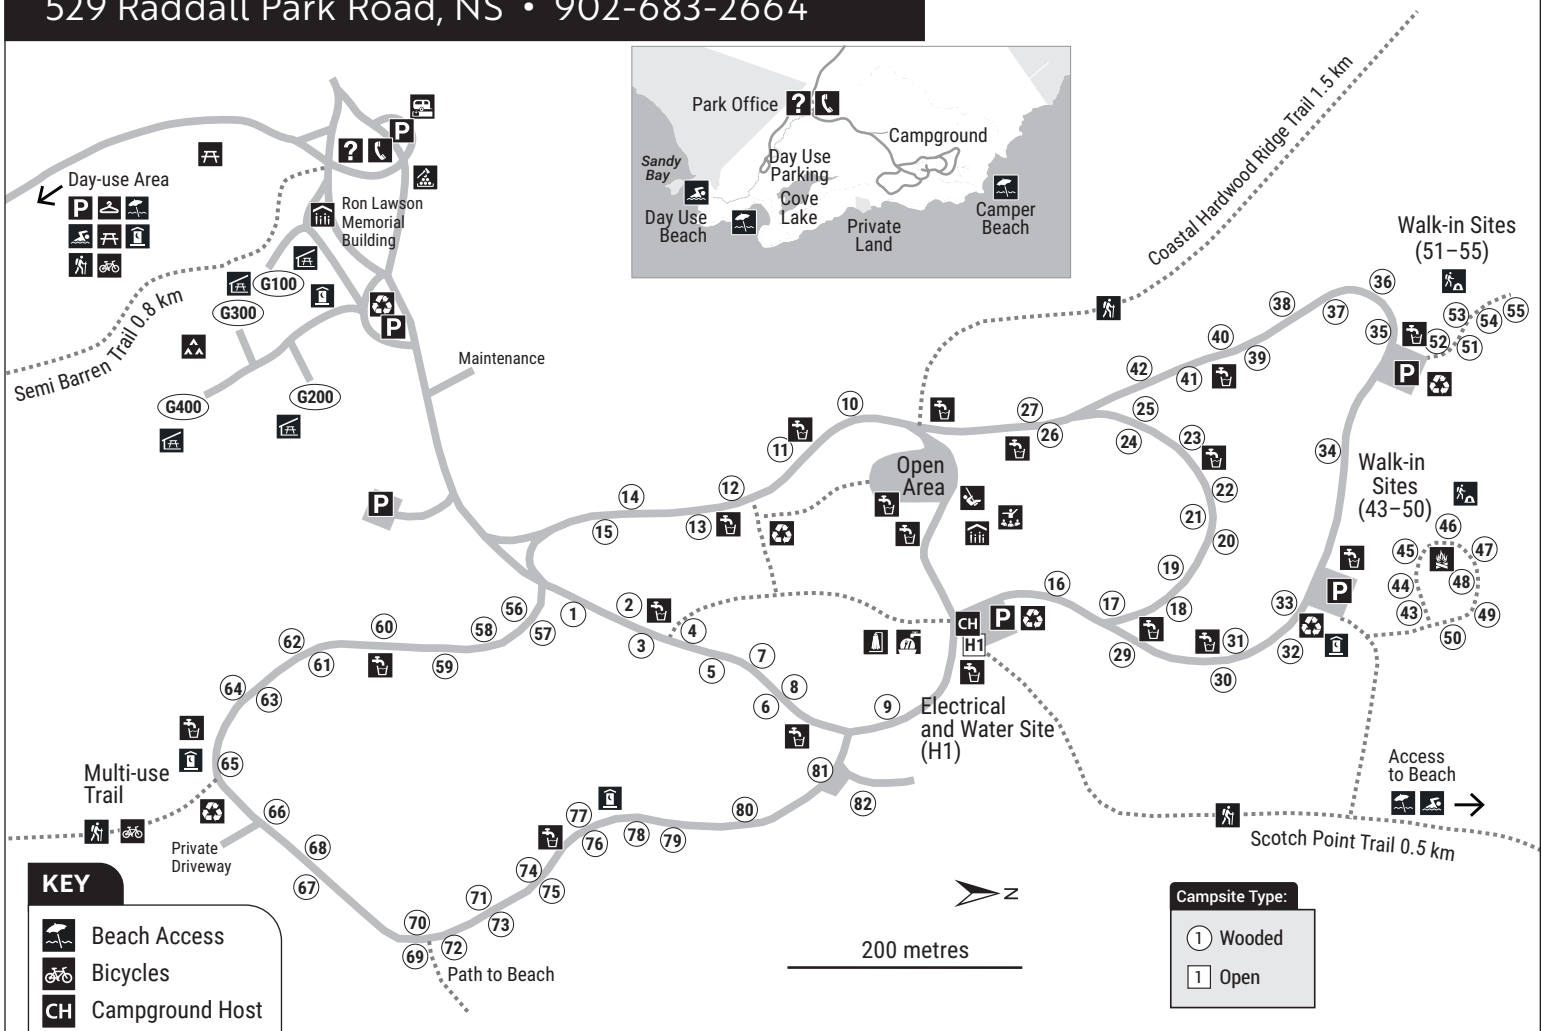 529 Raddall Park Road, NS • 902-683-2664
Park Office
?
Campground
Sandy
Bay
Day Use
Parking
Cove
Lake
Day Use
Beach
Private
Land
Camper
Beach
Coastal Hardwood Ridge Trail 1.5 km
P
?
Day-use Area
P
Ron Lawson
Memorial
Building
G100
G300
P
Semi Barren Trail 0.8 km
G200
G400
Maintenance
P
Walk-in Sites
(51–55)
36
38
37
35
53
54
55
52
51
P
40
39
42
41
10
11
27
26
25
24
23
22
21
20
19
18
34
Walk-in
Sites
(43–50)
46
45
47
44
48
43
49
50
Open
Area
12
14
13
15
16
17
P
33
32
31
30
29
CH
P
H1
Electrical
and Water Site
(H1)
1
2
3
4
5
7
8
6
9
56
57
58
60
59
62
61
64
63
65
66
68
67
Multi-use
Trail
Private
Driveway
81
82
80
79
78
77
76
74
75
71
73
70
72
69
Path to Beach
Access
to Beach
Scotch Point Trail 0.5 km
KEY
Beach Access
Bicycles
CH Campground Host
N
200 metres
Campsite Type:
1 Wooded
1 Open